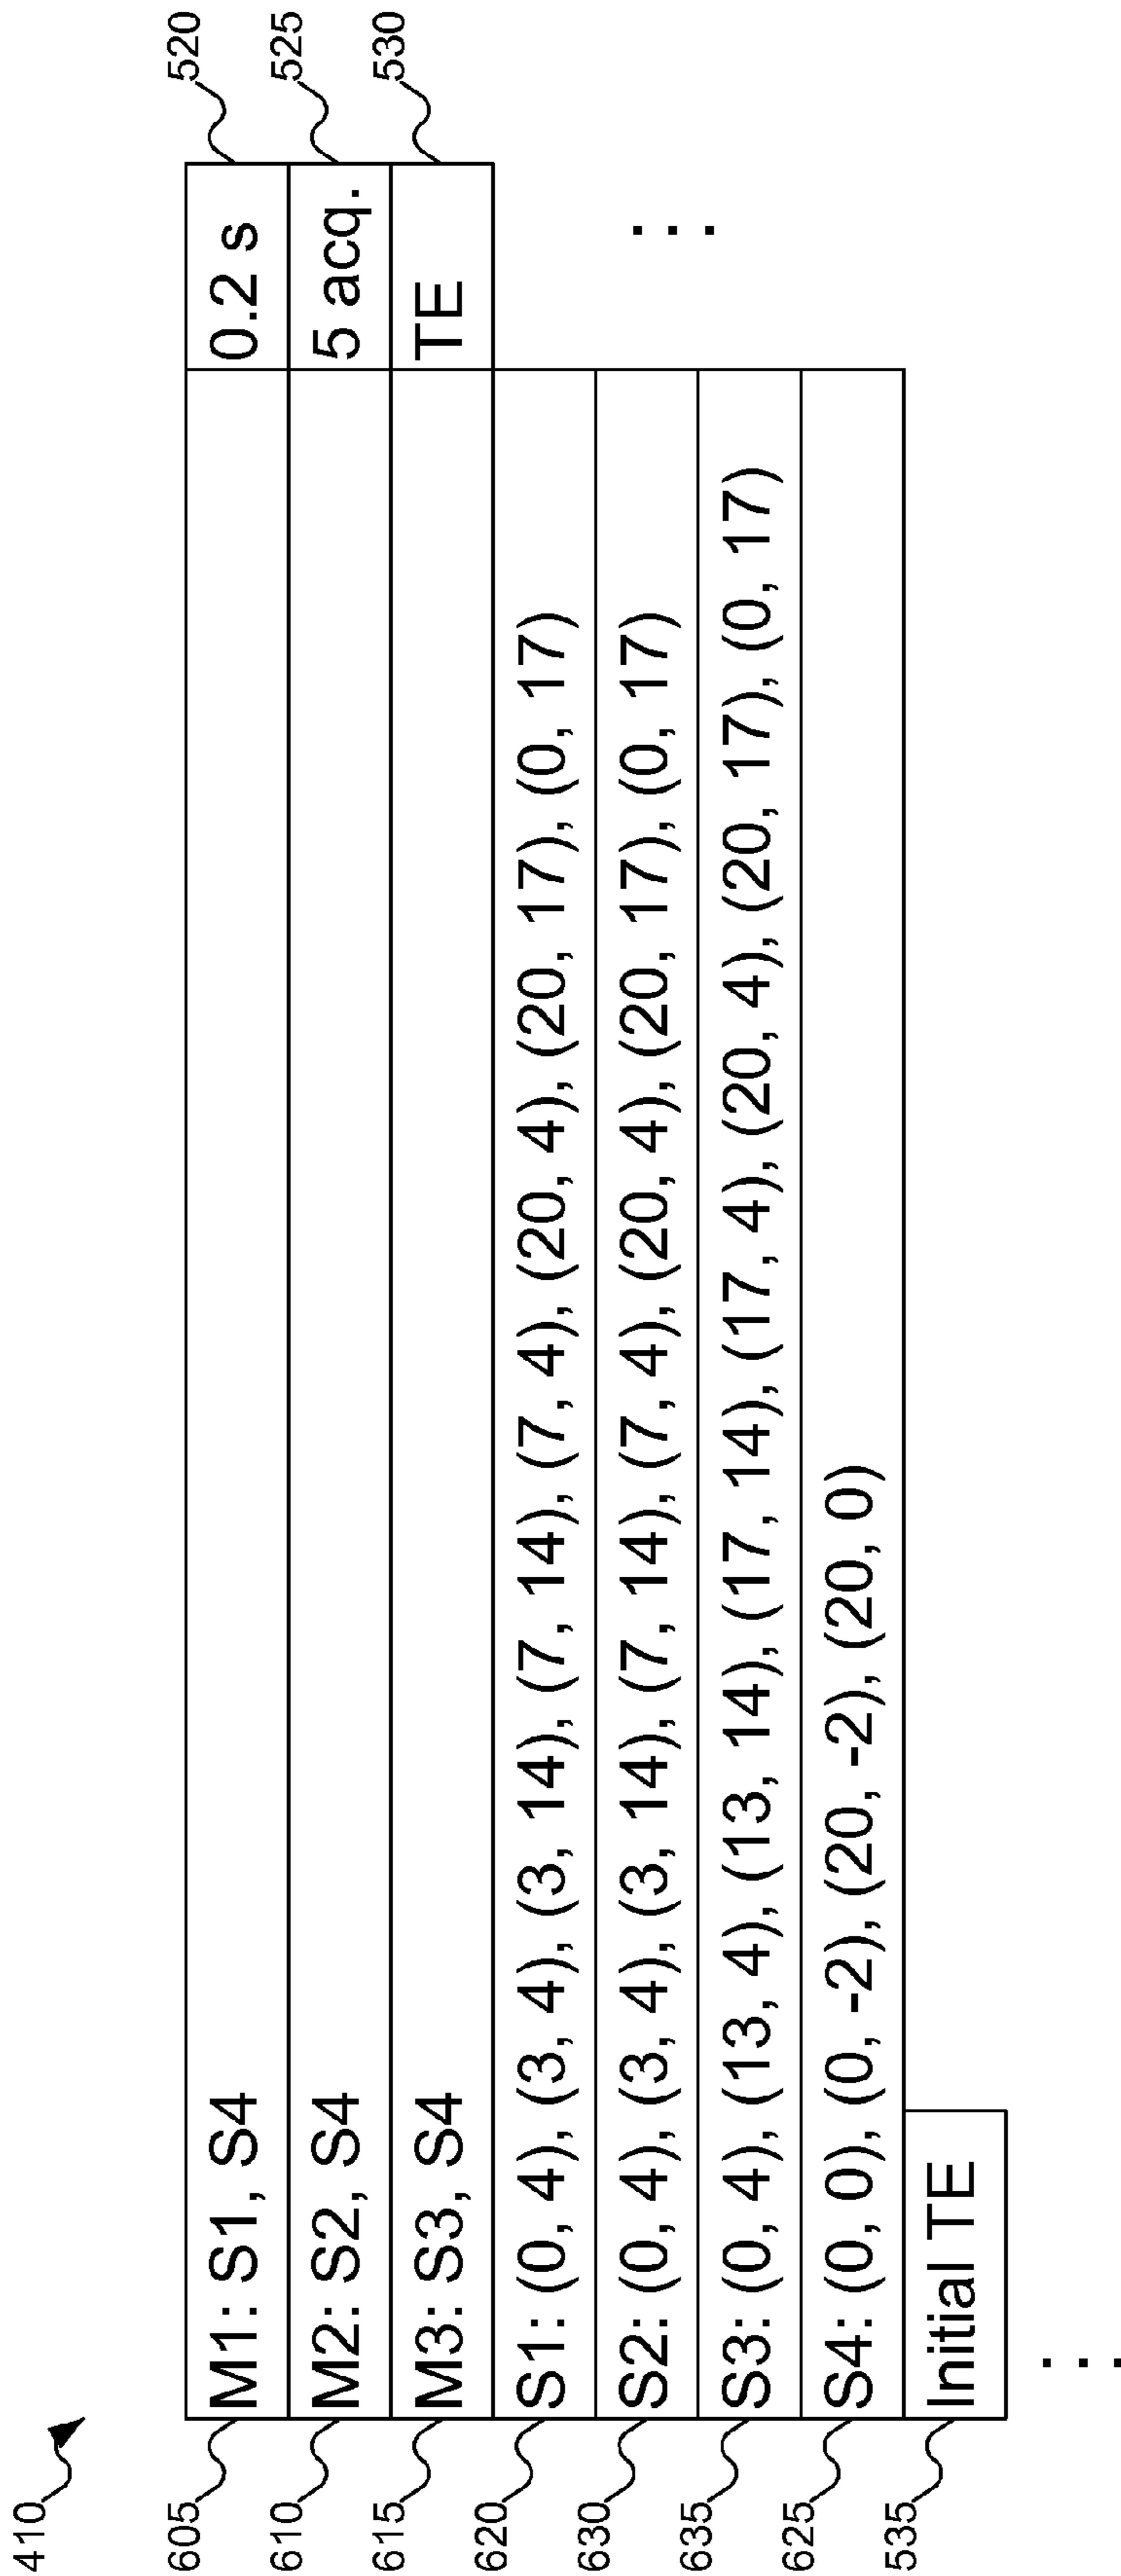 410
605 M1: S1, S4 0.2 s 520
610 M2: S2, S4 5 acq. 525
615 M3: S3, S4 TE 530
620 S1: (0, 4), (3, 4), (3, 14), (7, 14), (7, 4), (20, 4), (20, 17), (0, 17) ...
630 S2: (0, 4), (3, 4), (3, 14), (7, 14), (7, 4), (20, 4), (20, 17), (0, 17)
635 S3: (0, 4), (13, 4), (13, 14), (17, 14), (17, 4), (20, 4), (20, 17), (0, 17)
625 S4: (0, 0), (0, -2), (20, -2), (20, 0)
535 Initial TE
...